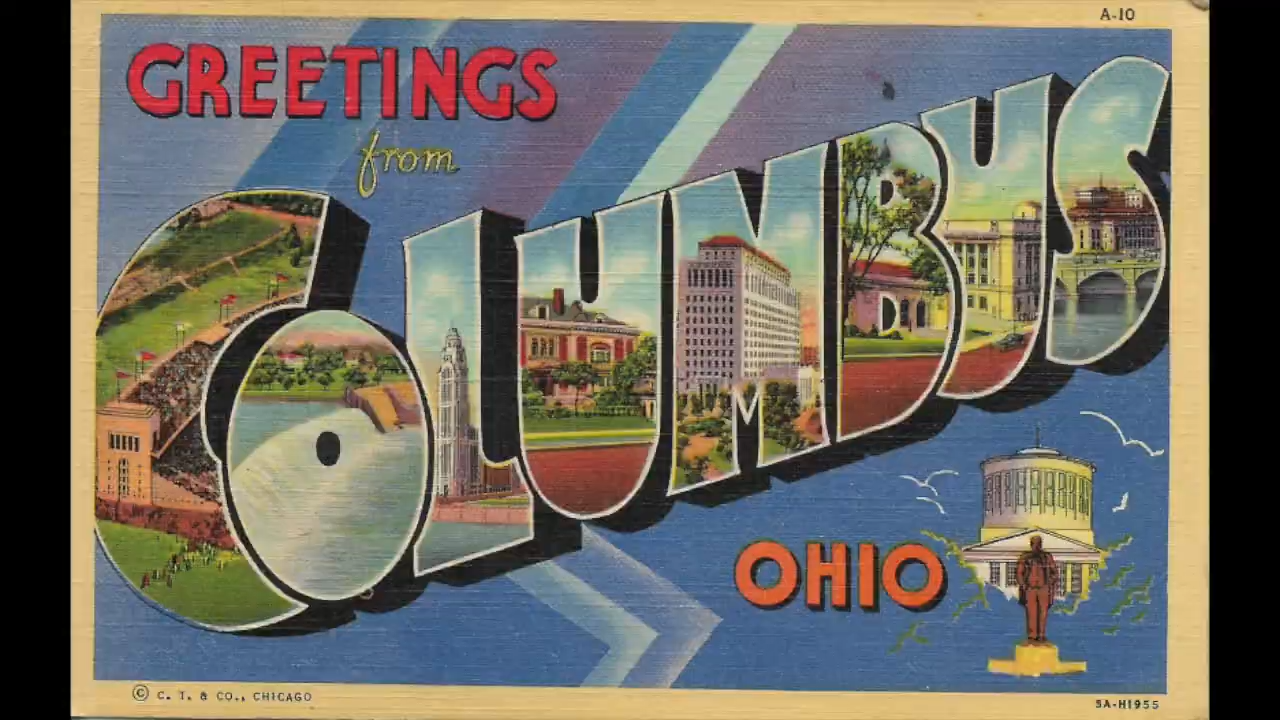 A-10
GREETINGS
from
COLUMBUS
OHIO
© C. T. & CO., CHICAGO
5A-H1955